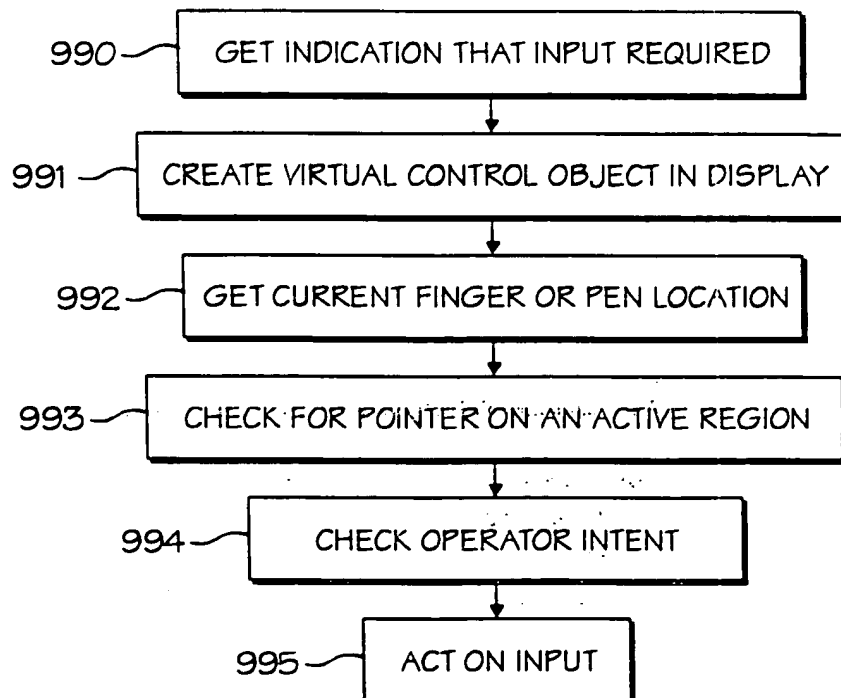 990 GET INDICATION THAT INPUT REQUIRED
991 CREATE VIRTUAL CONTROL OBJECT IN DISPLAY
992 GET CURRENT FINGER OR PEN LOCATION
993 CHECK FOR POINTER ON AN ACTIVE REGION
994 CHECK OPERATOR INTENT
995 ACT ON INPUT